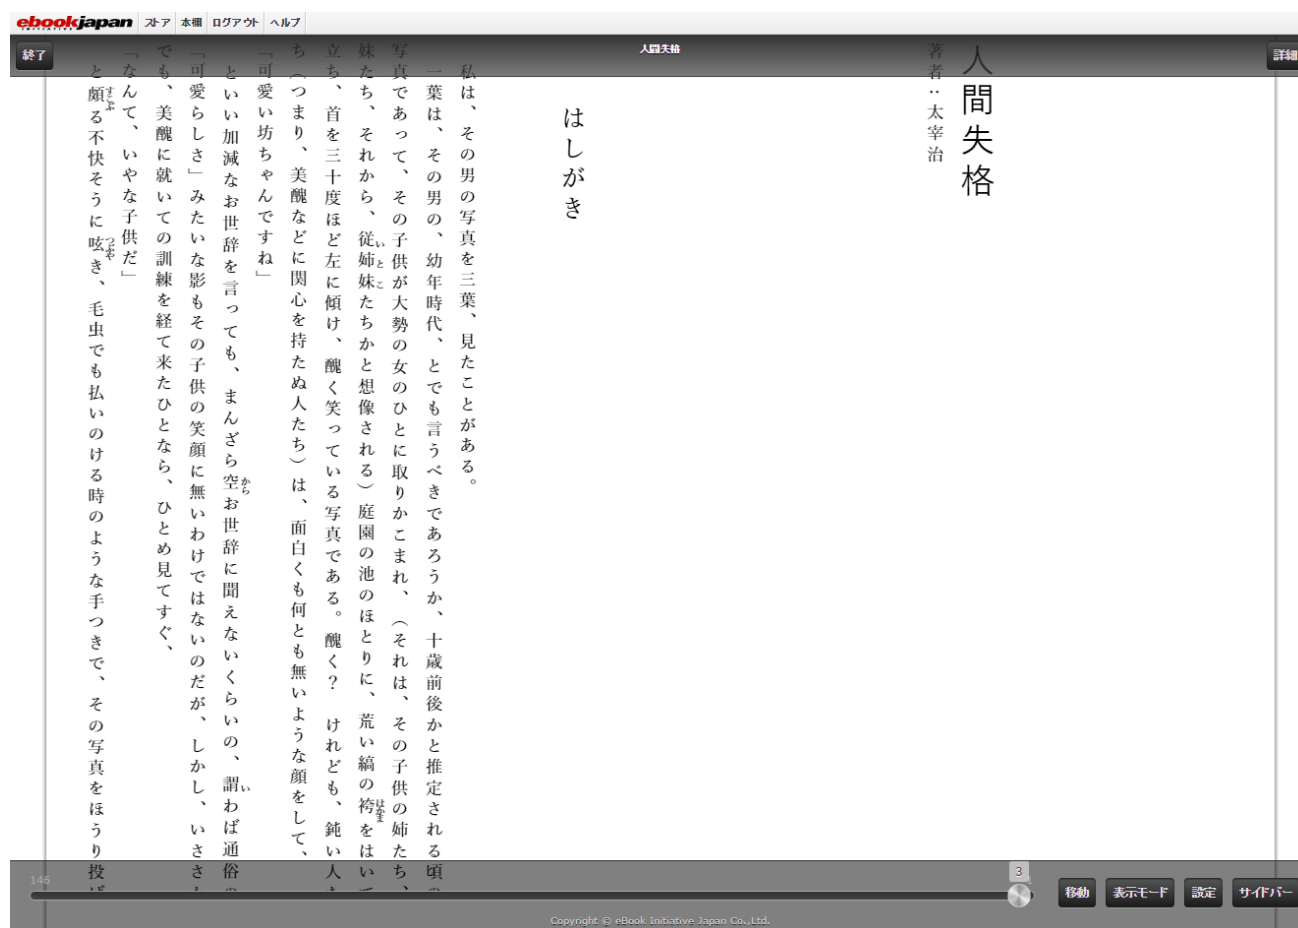 ebookjapan ストア 本棚 ログアウト ヘルプ
INITIATIVE
終了
人間失格
詳細
人間失格
著者：太宰治
はしがき
私は、その男の写真を三葉、見たことがある。
一葉は、その男の、幼年時代、とでも言うべきであろうか、十歳前後かと推定される頃の
写真であって、その子供が大勢の女のひとに取りかこまれ、（それは、その子供の姉たち、
妹たち、それから、従姉妹たちかと想像される）庭園の池のほとりに、荒い縞の袴をはいて
立ち、首を三十度ほど左に傾け、醜く笑っている写真である。醜く？　けれども、鈍い人
ち（つまり、美醜などに関心を持たぬ人たち）は、面白くも何とも無いような顔をして、
「可愛い坊ちゃんですね」
といい加減なお世辞を言っても、まんざら空お世辞に聞えないくらいの、謂わば通俗の
「可愛らしさ」みたいな影もその子供の笑顔に無いわけではないのだが、しかし、いささ
でも、美醜に就いての訓練を経て来たひとなら、ひとめ見てすぐ、
「なんて、いやな子供だ」
と頗る不快そうに呟き、毛虫でも払いのける時のような手つきで、その写真をほうり投げ
146
3
移動 表示モード 設定 サイドバー
Copyright © eBook Initiative Japan Co.,Ltd.